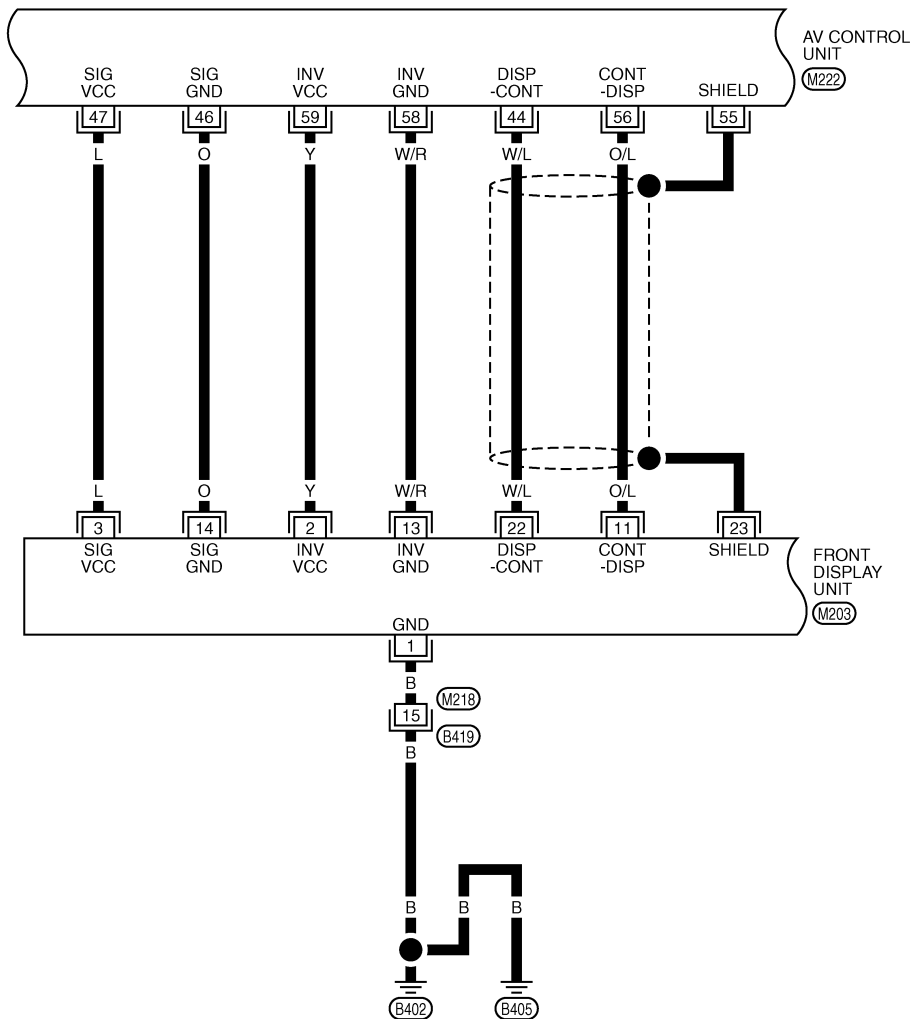 AV CONTROL
UNIT
M222
SIG
VCC
SIG
GND
INV
VCC
INV
GND
DISP
-CONT
CONT
-DISP
SHIELD
47 46 59 58 44 56 55
L O Y W/R W/L O/L
L O Y W/R W/L O/L
3 14 2 13 22 11 23
SIG
VCC
SIG
GND
INV
VCC
INV
GND
DISP
-CONT
CONT
-DISP
SHIELD
FRONT
DISPLAY
UNIT
M203
GND
1
B
M218
15
B419
B
B B B
B402 B405